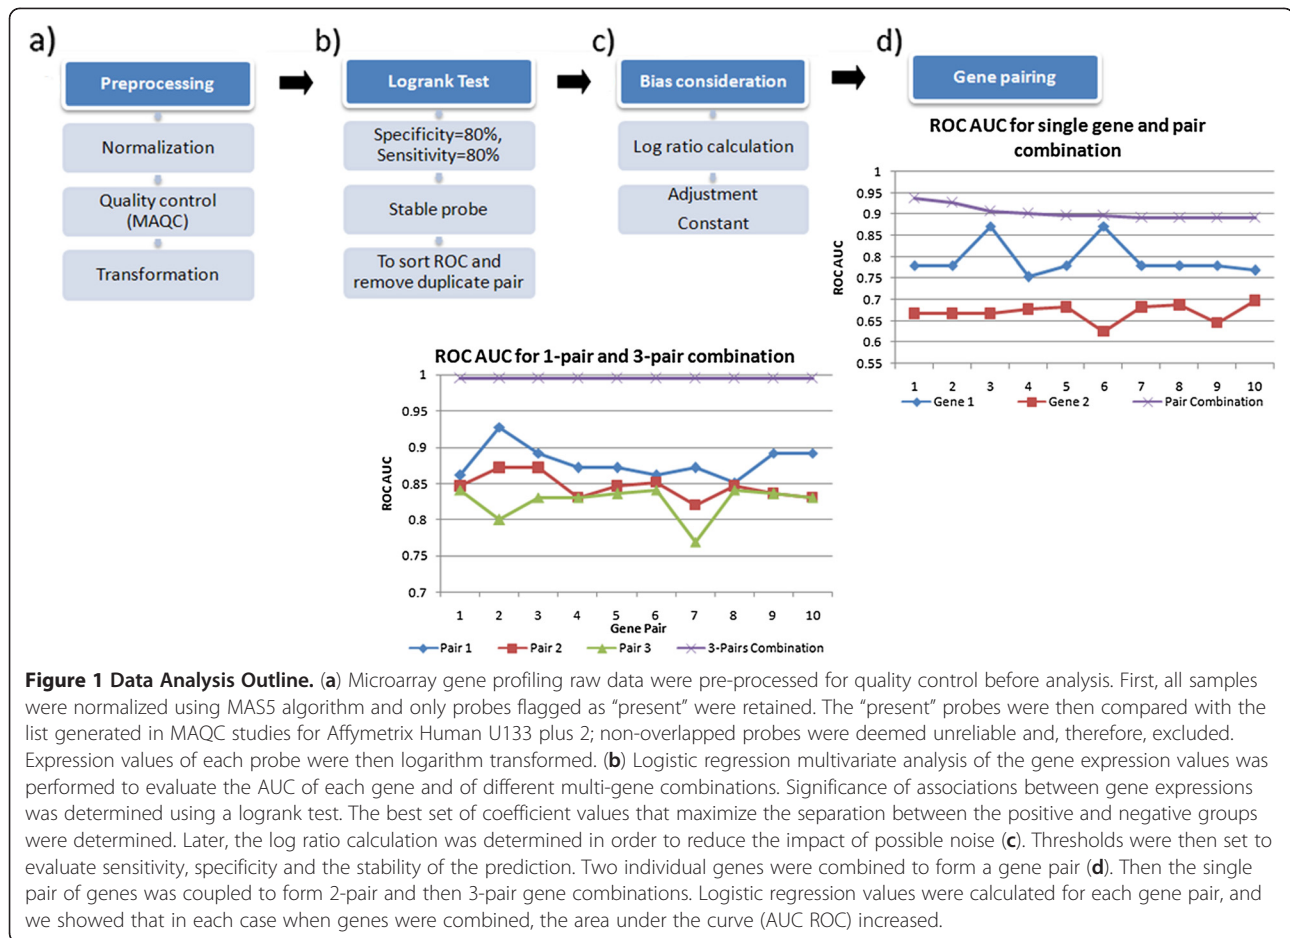 a)
Preprocessing
Normalization
Quality control
(MAQC)
Transformation
b)
Logrank Test
Specificity=80%,
Sensitivity=80%
Stable probe
To sort ROC and
remove duplicate pair
c)
Bias consideration
Log ratio calculation
Adjustment
Constant
d)
Gene pairing
ROC AUC for single gene and pair
combination
ROC AUC
1
0.95
0.9
0.85
0.8
0.75
0.7
0.65
0.6
0.55
1 2 3 4 5 6 7 8 9 10
Gene 1 Gene 2 Pair Combination
ROC AUC for 1-pair and 3-pair combination
ROC AUC
1
0.95
0.9
0.85
0.8
0.75
0.7
1 2 3 4 5 6 7 8 9 10
Gene Pair
Pair 1 Pair 2 Pair 3 3-Pairs Combination
Figure 1 Data Analysis Outline. (a) Microarray gene profiling raw data were pre-processed for quality control before analysis. First, all samples
were normalized using MAS5 algorithm and only probes flagged as “present” were retained. The “present” probes were then compared with the
list generated in MAQC studies for Affymetrix Human U133 plus 2; non-overlapped probes were deemed unreliable and, therefore, excluded.
Expression values of each probe were then logarithm transformed. (b) Logistic regression multivariate analysis of the gene expression values was
performed to evaluate the AUC of each gene and of different multi-gene combinations. Significance of associations between gene expressions
was determined using a logrank test. The best set of coefficient values that maximize the separation between the positive and negative groups
were determined. Later, the log ratio calculation was determined in order to reduce the impact of possible noise (c). Thresholds were then set to
evaluate sensitivity, specificity and the stability of the prediction. Two individual genes were combined to form a gene pair (d). Then the single
pair of genes was coupled to form 2-pair and then 3-pair gene combinations. Logistic regression values were calculated for each gene pair, and
we showed that in each case when genes were combined, the area under the curve (AUC ROC) increased.